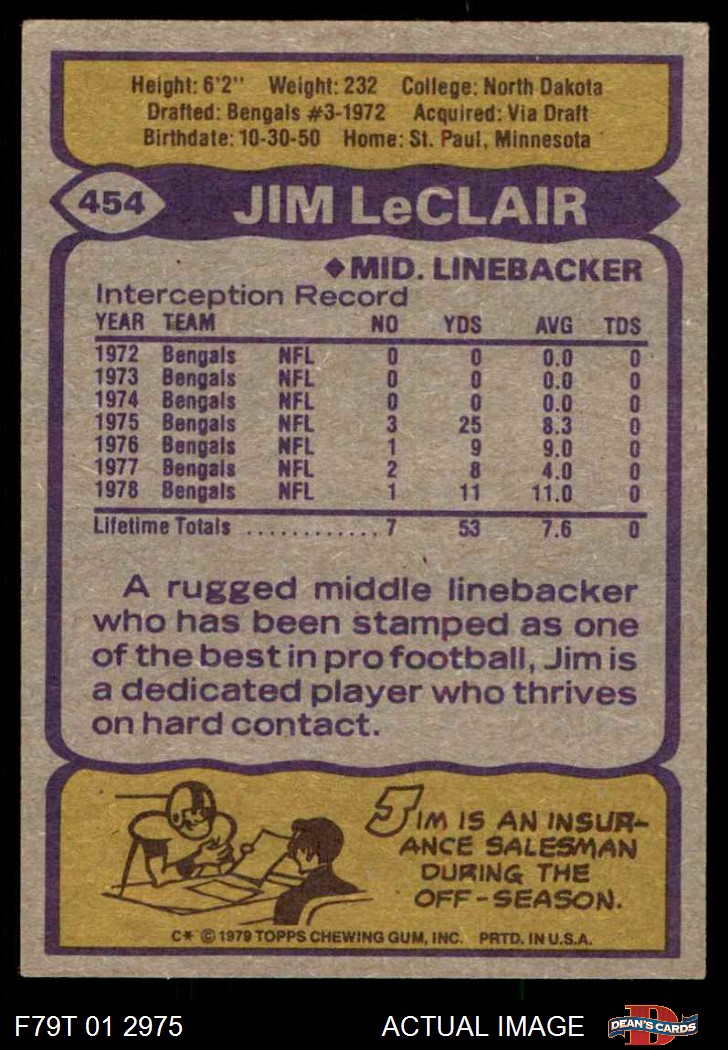 Height: 6'2" Weight: 232 College: North Dakota
Drafted: Bengals #3-1972 Acquired: Via Draft
Birthdate: 10-30-50 Home: St. Paul, Minnesota
454 JIM LeCLAIR
◆MID. LINEBACKER
Interception Record
YEAR TEAM NO YDS AVG TDS
1972 Bengals NFL 0 0 0.0 0
1973 Bengals NFL 0 0 0.0 0
1974 Bengals NFL 0 0 0.0 0
1975 Bengals NFL 3 25 8.3 0
1976 Bengals NFL 1 9 9.0 0
1977 Bengals NFL 2 8 4.0 0
1978 Bengals NFL 1 11 11.0 0
Lifetime Totals ............ 7 53 7.6 0
A rugged middle linebacker
who has been stamped as one
of the best in pro football, Jim is
a dedicated player who thrives
on hard contact.
JIM IS AN INSUR-
ANCE SALESMAN
DURING THE
OFF-SEASON.
C* © 1979 TOPPS CHEWING GUM, INC. PRTD. IN U.S.A.
F79T 01 2975 ACTUAL IMAGE D DEAN'S CARDS